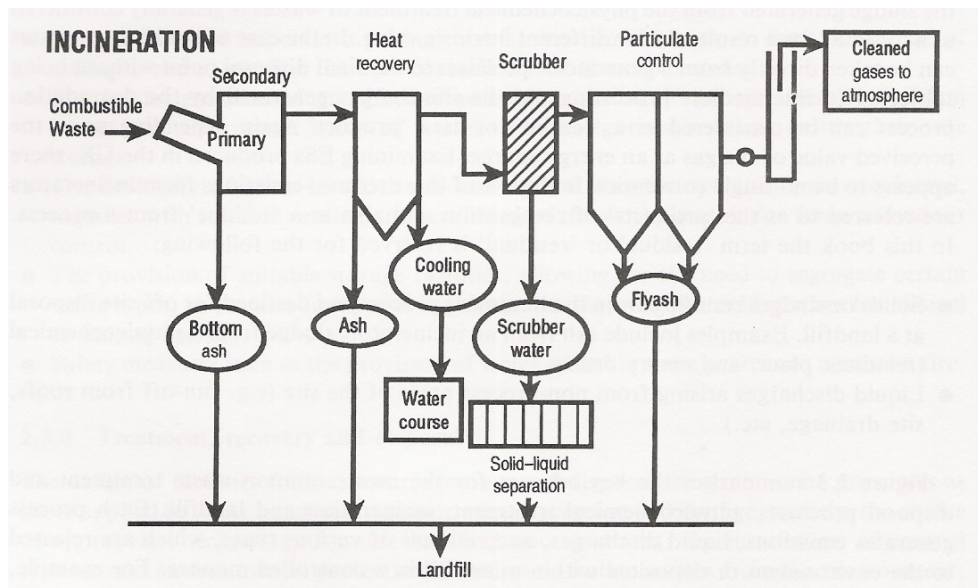 INCINERATION
Secondary
Heat
recovery
Scrubber
Particulate
control
Cleaned
gases to
atmosphere
Combustible
Waste
Primary
Cooling
water
Flyash
Bottom
ash
Ash
Scrubber
water
Water
course
Solid–liquid
separation
Landfill